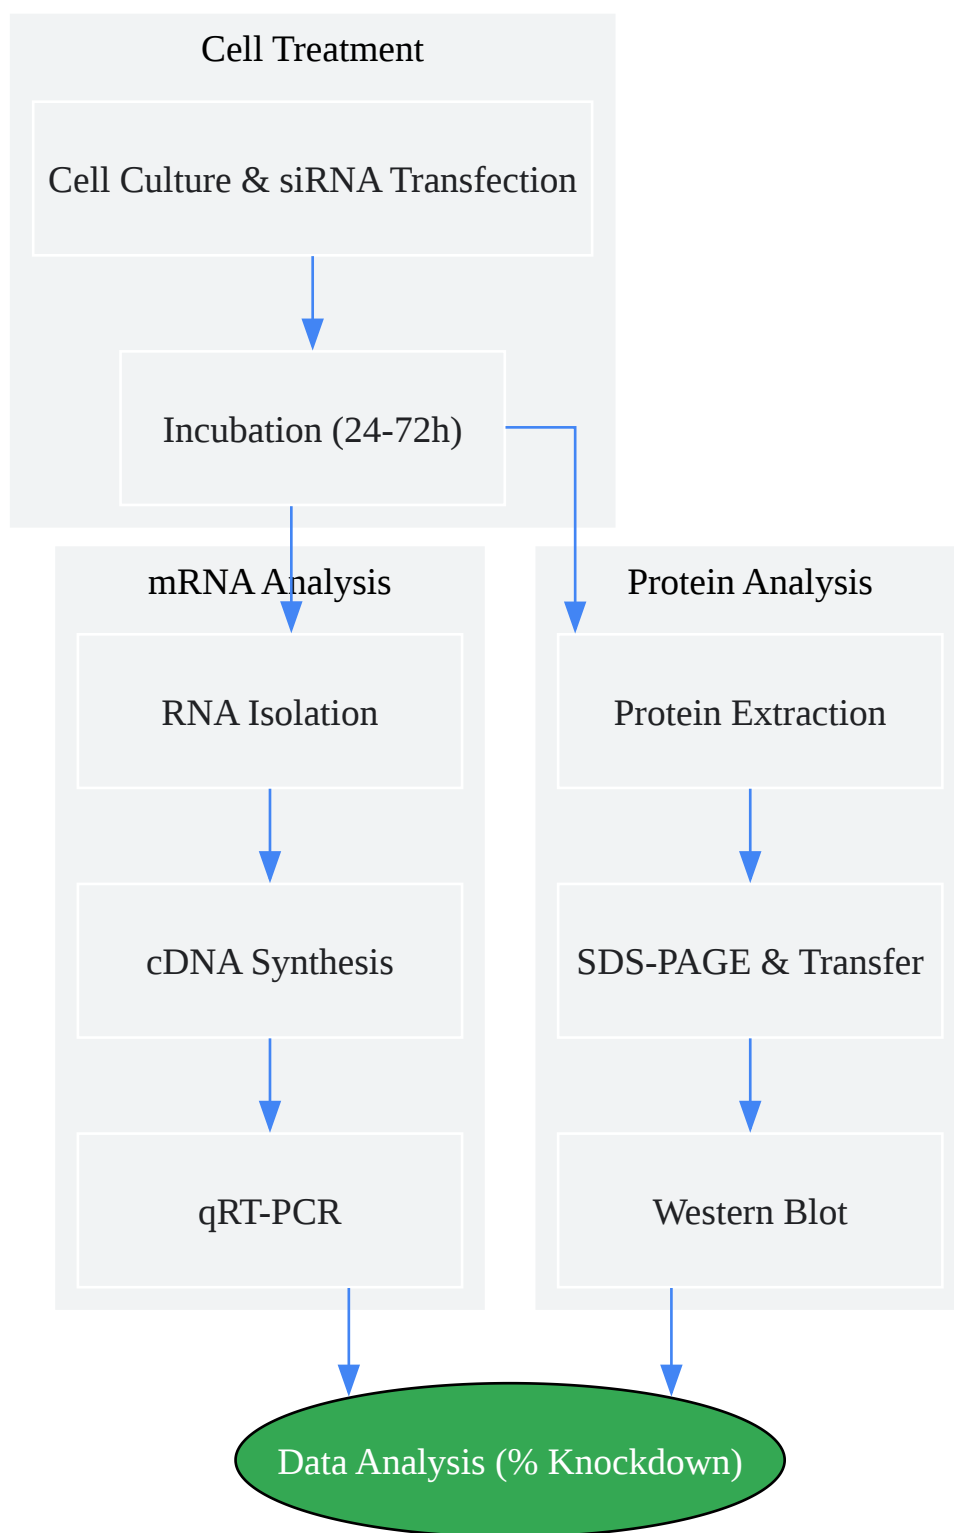 Cell Treatment
Cell Culture & siRNA Transfection
Incubation (24-72h)
mRNA Analysis
RNA Isolation
cDNA Synthesis
qRT-PCR
Protein Analysis
Protein Extraction
SDS-PAGE & Transfer
Western Blot
Data Analysis (% Knockdown)